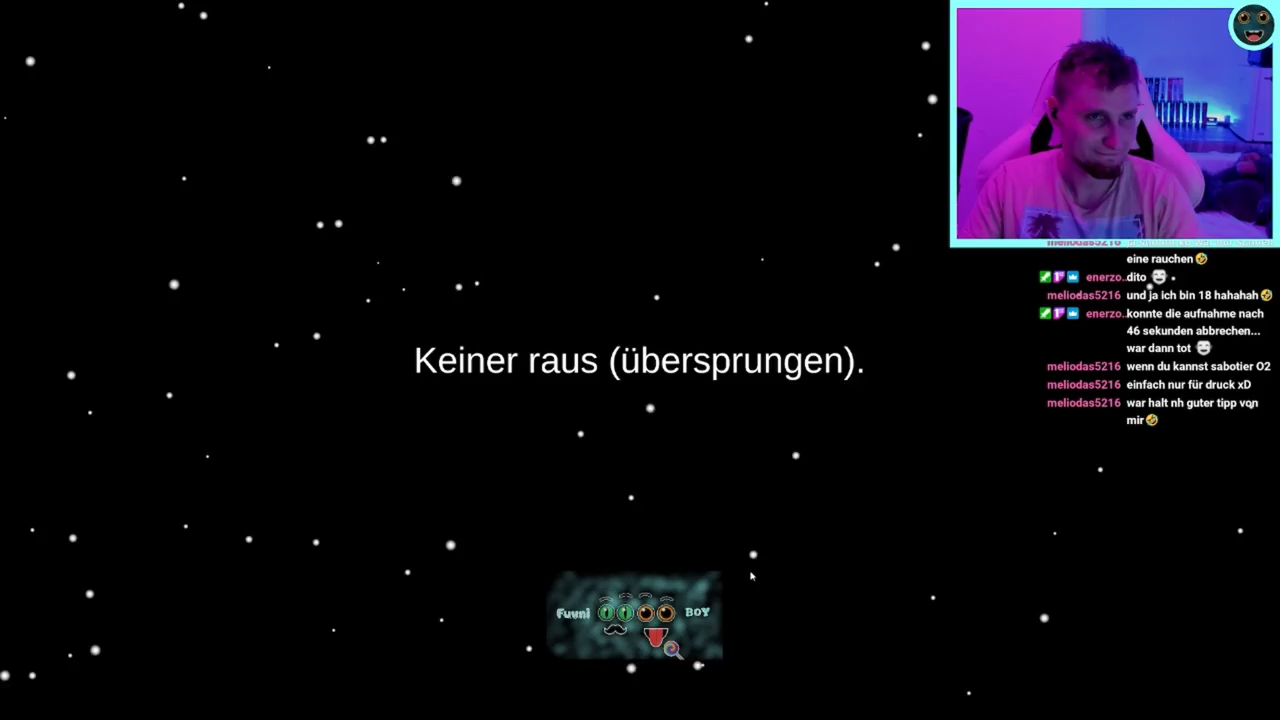 meliodas5216
eine rauchen🤣
enerzo.. dito
meliodas5216 und ja ich bin 18 hahahah🤣
enerzo.. konnte die aufnahme nach
46 sekunden abbrechen...
war dann tot
Keiner raus (übersprungen).
meliodas5216 wenn du kannst sabotier O2
meliodas5216 einfach nur für druck xD
meliodas5216 war halt nh guter tipp von
mir🤣
Fuuni BOY